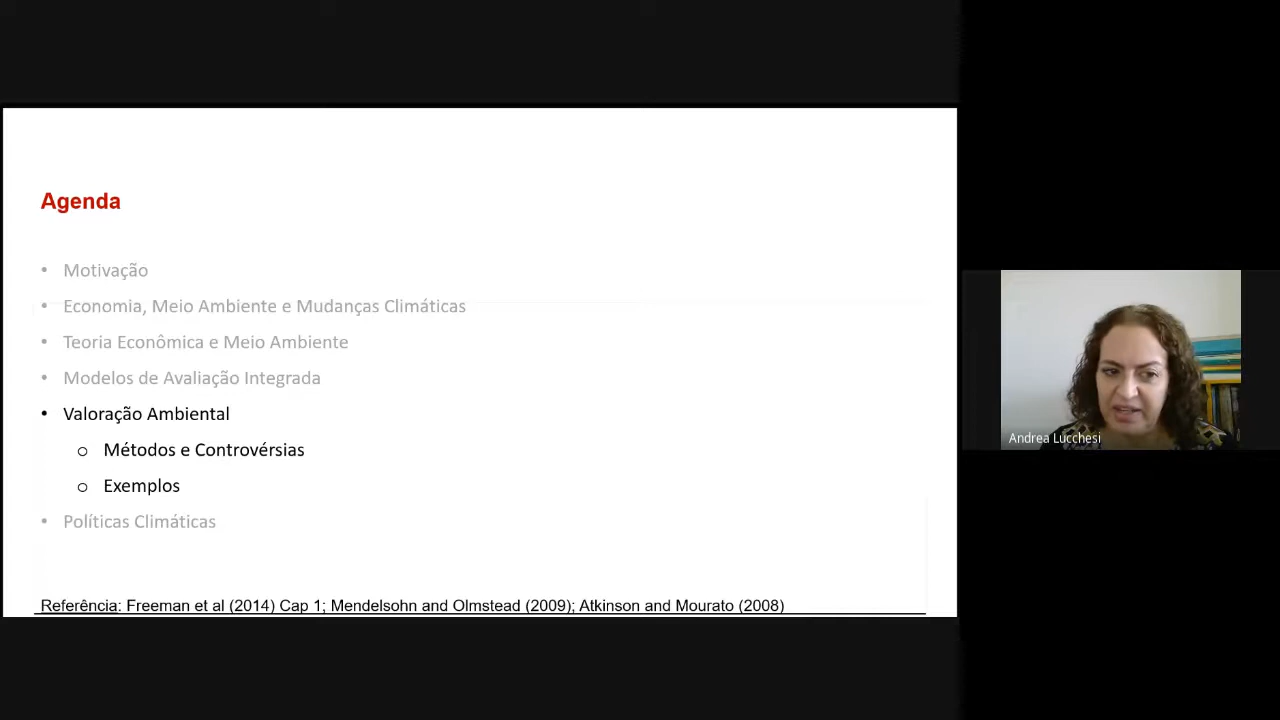 Agenda
• Motivação
• Economia, Meio Ambiente e Mudanças Climáticas
• Teoria Econômica e Meio Ambiente
• Modelos de Avaliação Integrada
• Valoração Ambiental
o Métodos e Controvérsias
o Exemplos
• Políticas Climáticas
Referência: Freeman et al (2014) Cap 1; Mendelsohn and Olmstead (2009); Atkinson and Mourato (2008)
Andrea Lucchesi